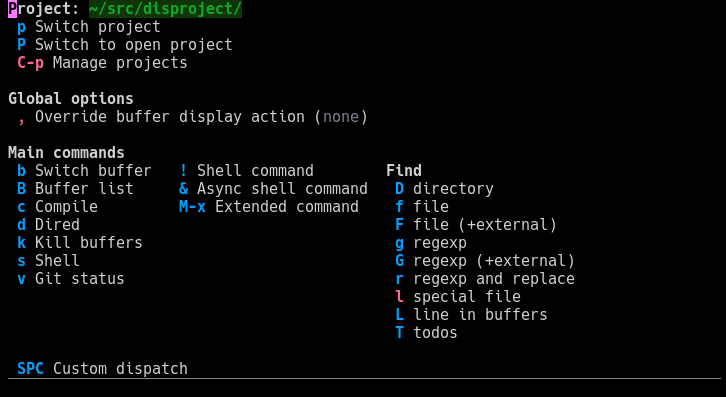 Project: ~/src/disproject/
p Switch project
P Switch to open project
C-p Manage projects
Global options
, Override buffer display action (none)
Main commands
b Switch buffer ! Shell command Find
B Buffer list & Async shell command D directory
c Compile M-x Extended command f file
d Dired F file (+external)
k Kill buffers g regexp
s Shell G regexp (+external)
v Git status r regexp and replace
l special file
L line in buffers
T todos
SPC Custom dispatch